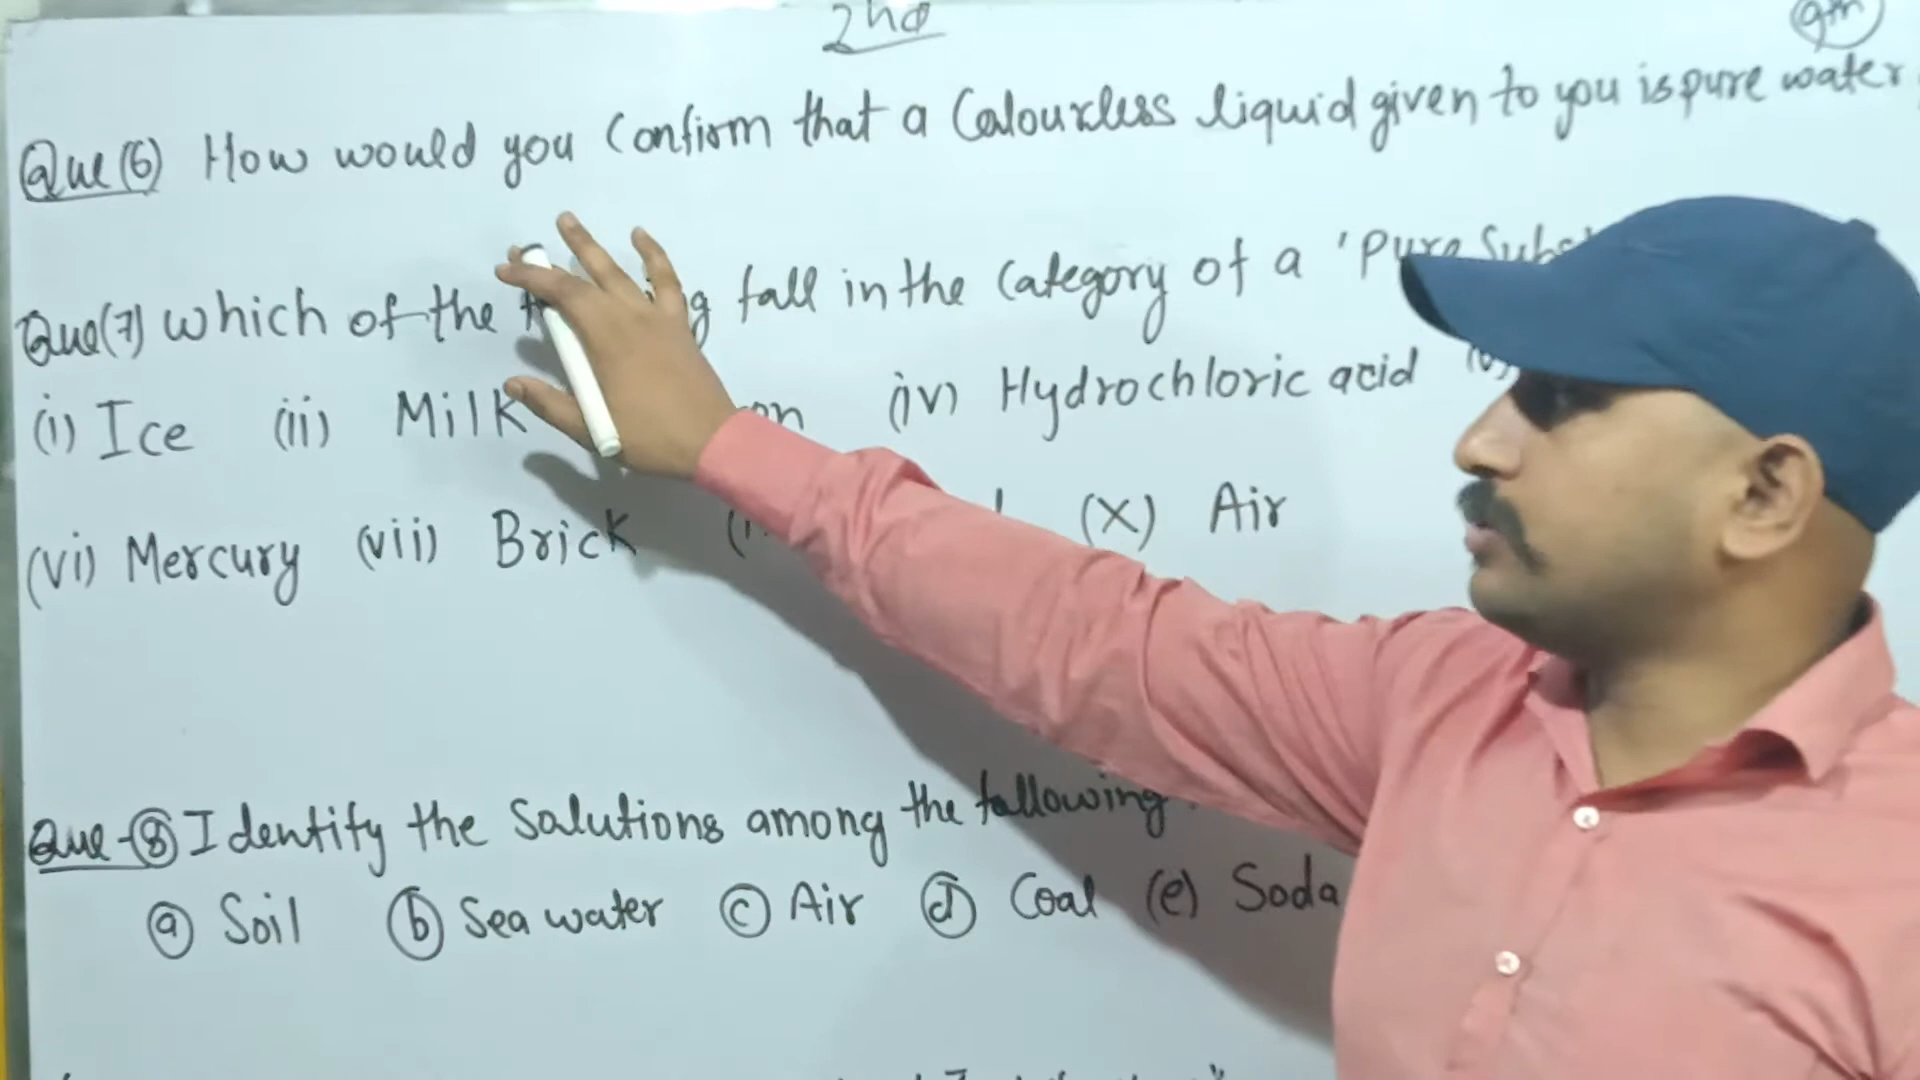 2nd
9th
Que(6) How would you Confirm that a Colourless liquid given to you is pure water
Que(7) which of the fall in the Category of a 'Pure
(i) Ice (ii) Milk (iv) Hydrochloric acid
(vi) Mercury (vii) Brick (X) Air
Que-(8) Identify the Solutions among the following
(a) Soil (b) Sea water (c) Air (d) Coal (e) Soda